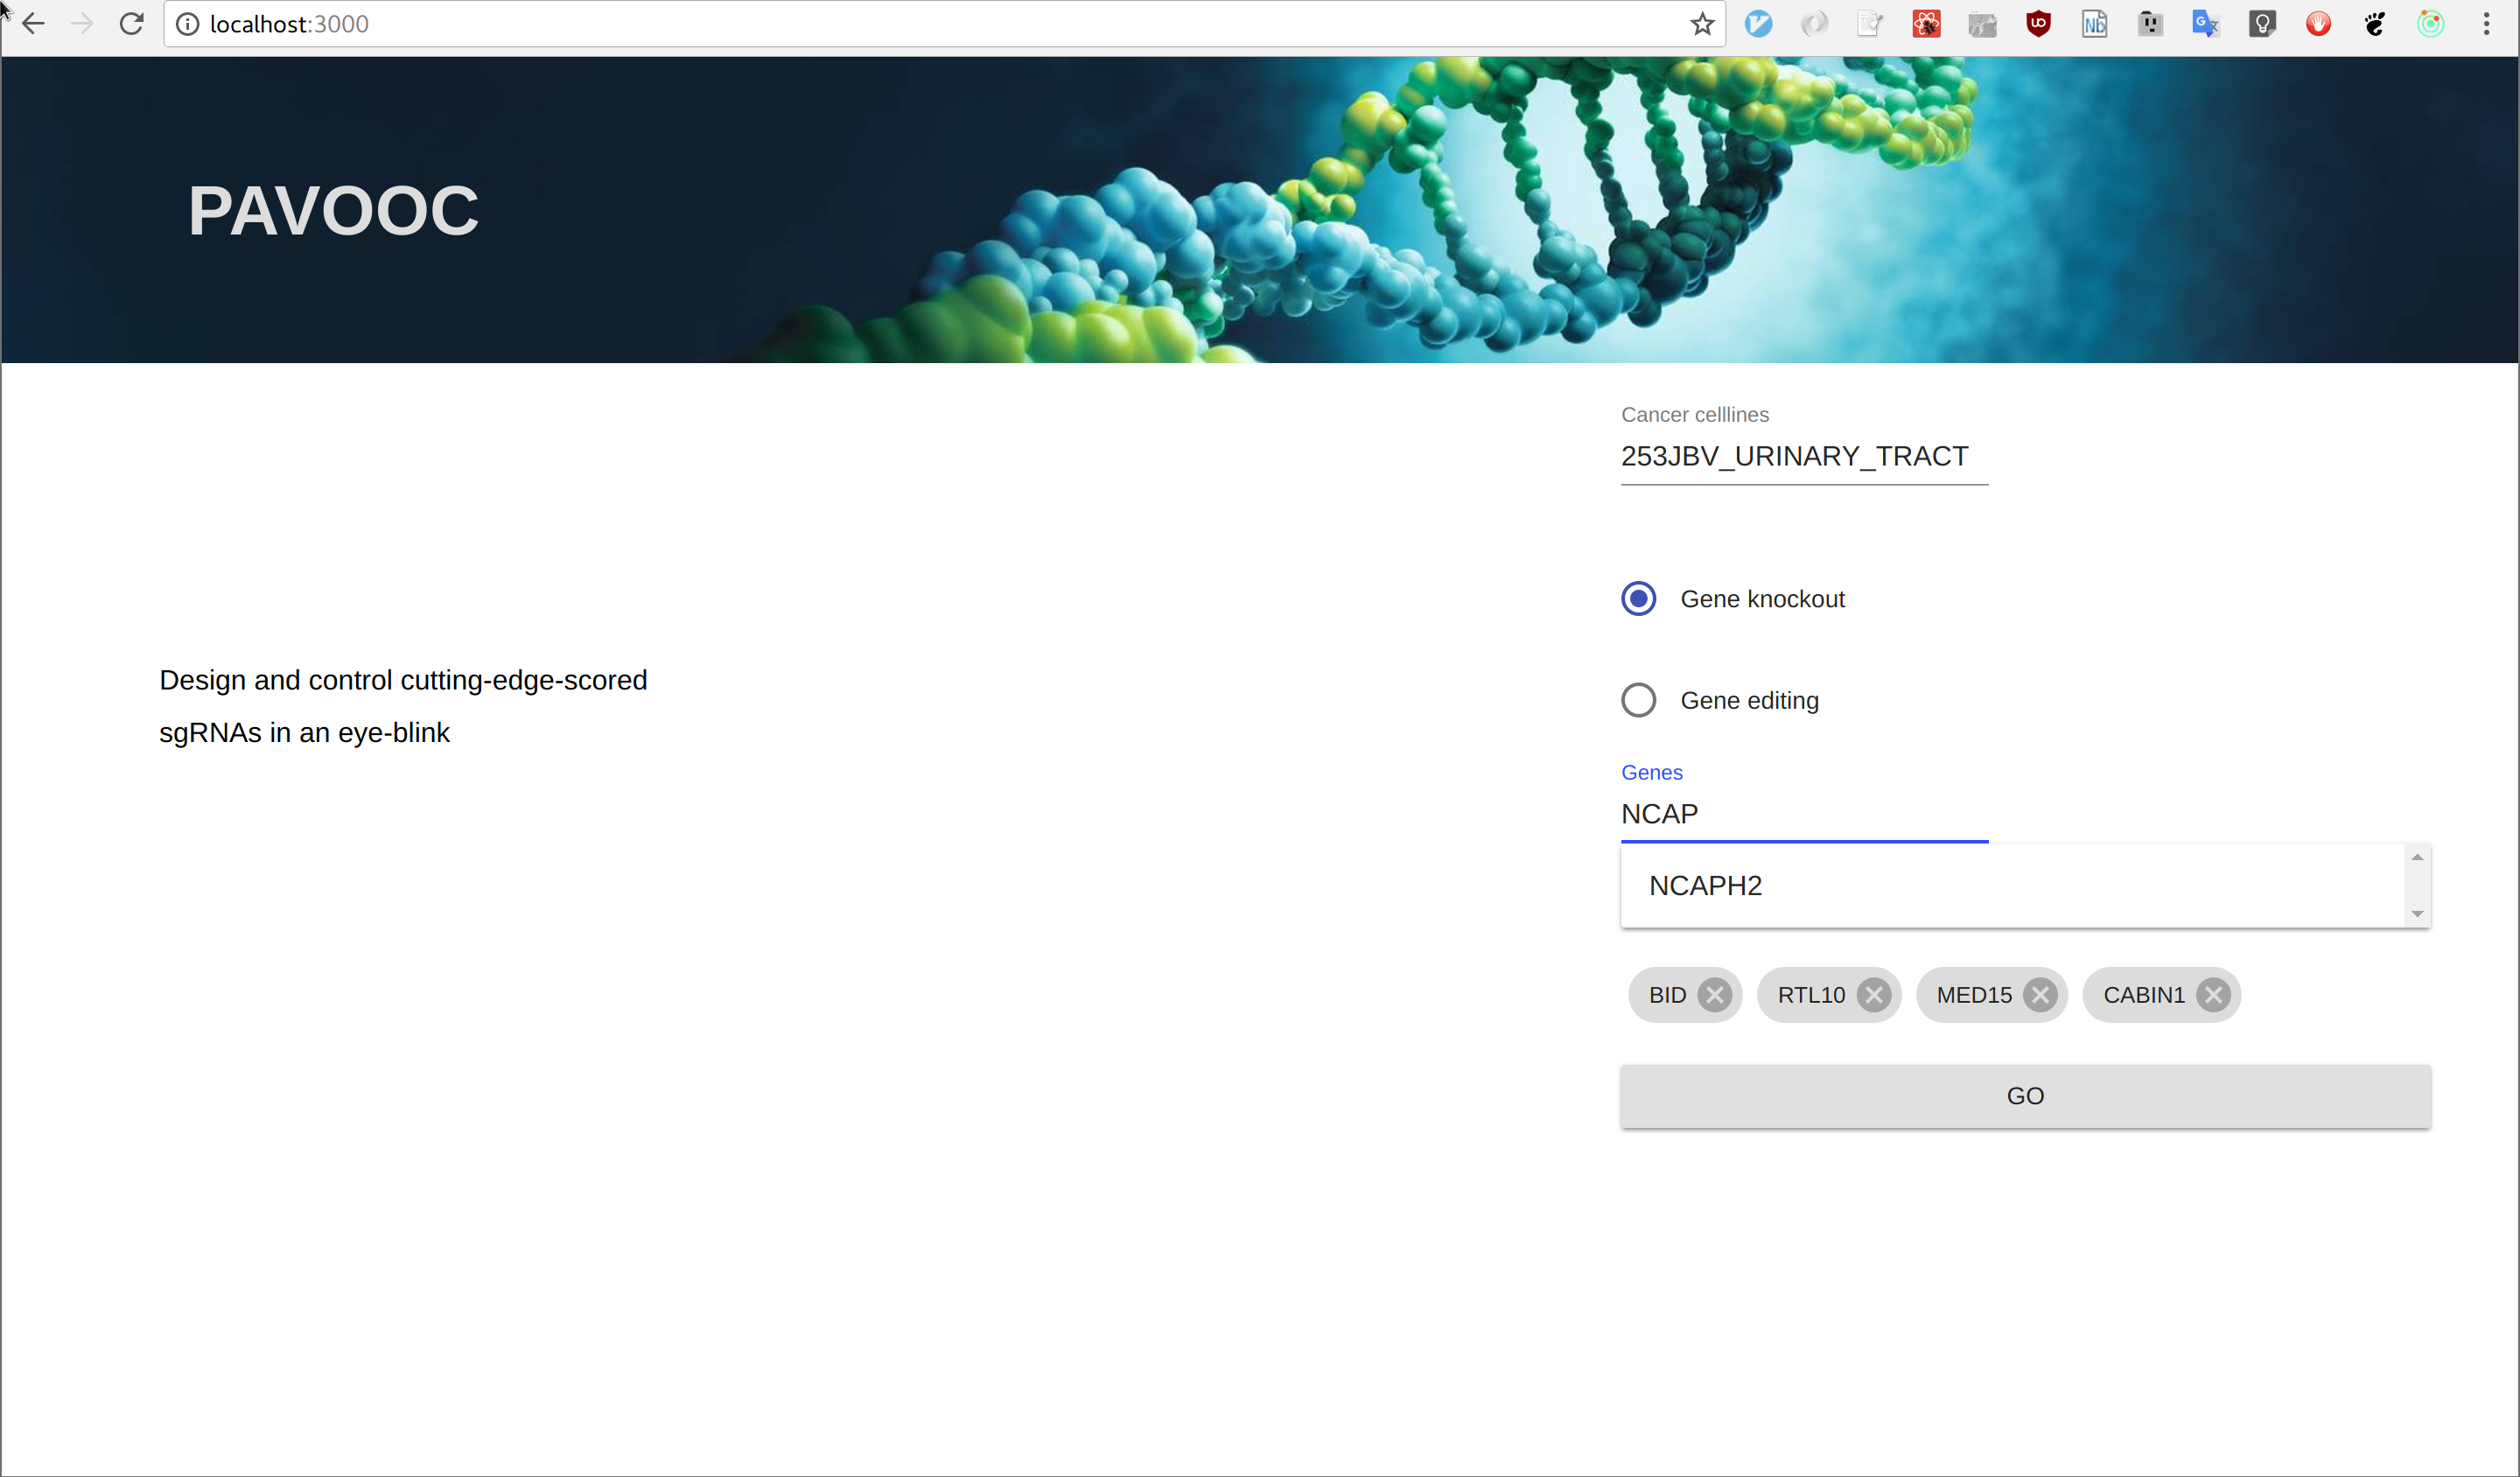 localhost:3000
PAVOOC
Cancer celllines
253JBV_URINARY_TRACT
Gene knockout
Gene editing
Design and control cutting-edge-scored
sgRNAs in an eye-blink
Genes
NCAP
NCAPH2
BID RTL10 MED15 CABIN1
GO